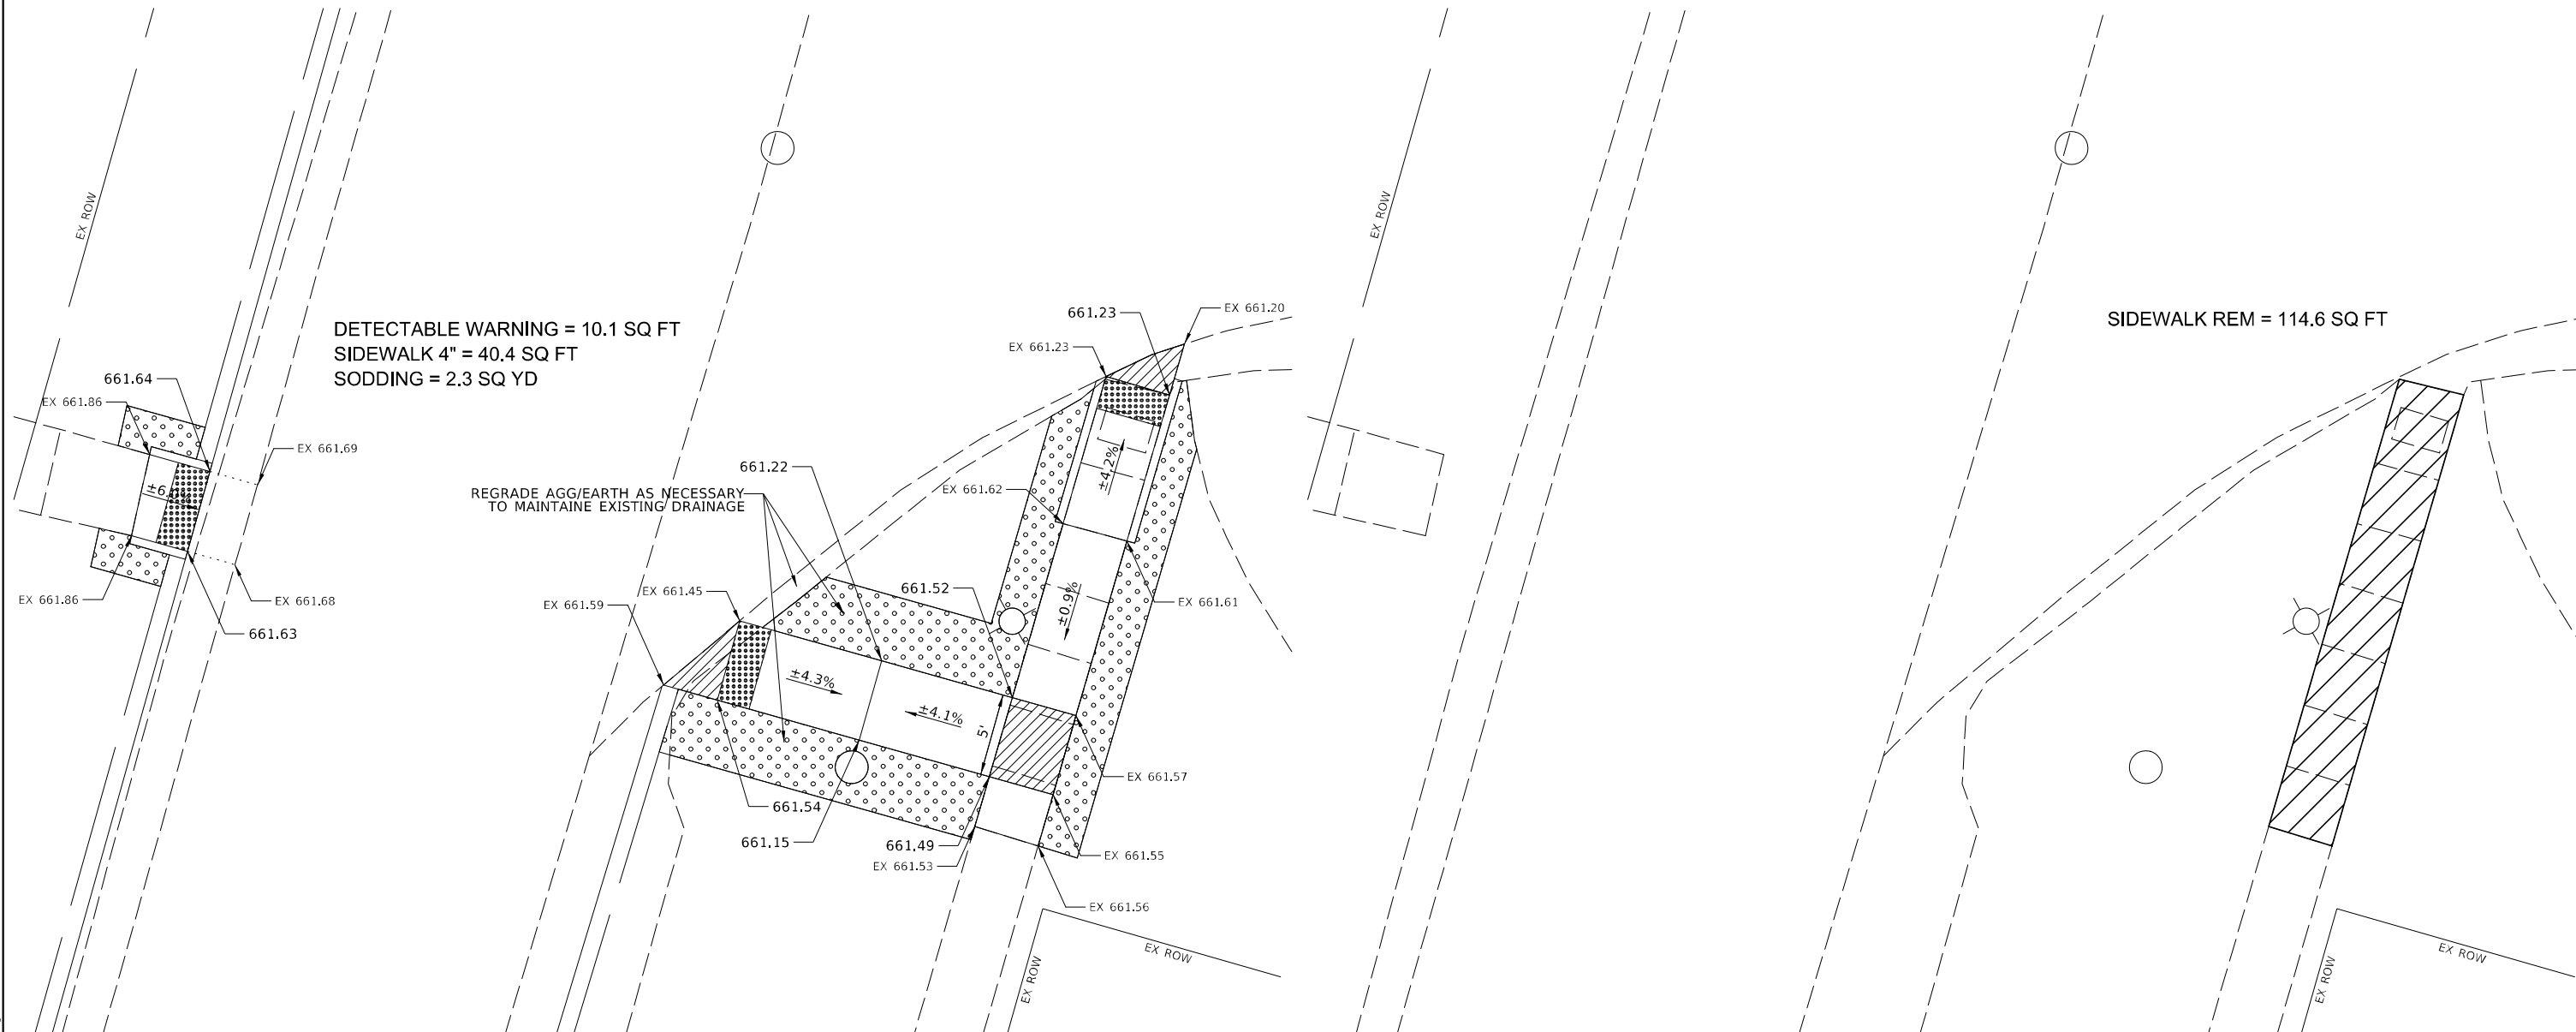 EX ROW
EX ROW
DETECTABLE WARNING = 10.1 SQ FT
SIDEWALK 4" = 40.4 SQ FT
SODDING = 2.3 SQ YD
SIDEWALK REM = 114.6 SQ FT
EX 661.20
661.23
EX 661.23
661.64
EX 661.86
EX 661.69
661.22
±4.2%
REGRADE AGG/EARTH AS NECESSARY
TO MAINTAINE EXISTING DRAINAGE
EX 661.62
EX 661.86
EX 661.68
661.63
EX 661.59
EX 661.45
661.52
±0.9%
EX 661.61
±4.3%
±4.1%
5'
EX 661.57
661.54
661.15
661.49
EX 661.53
EX 661.55
EX 661.56
EX ROW
EX ROW
EX ROW
EX ROW